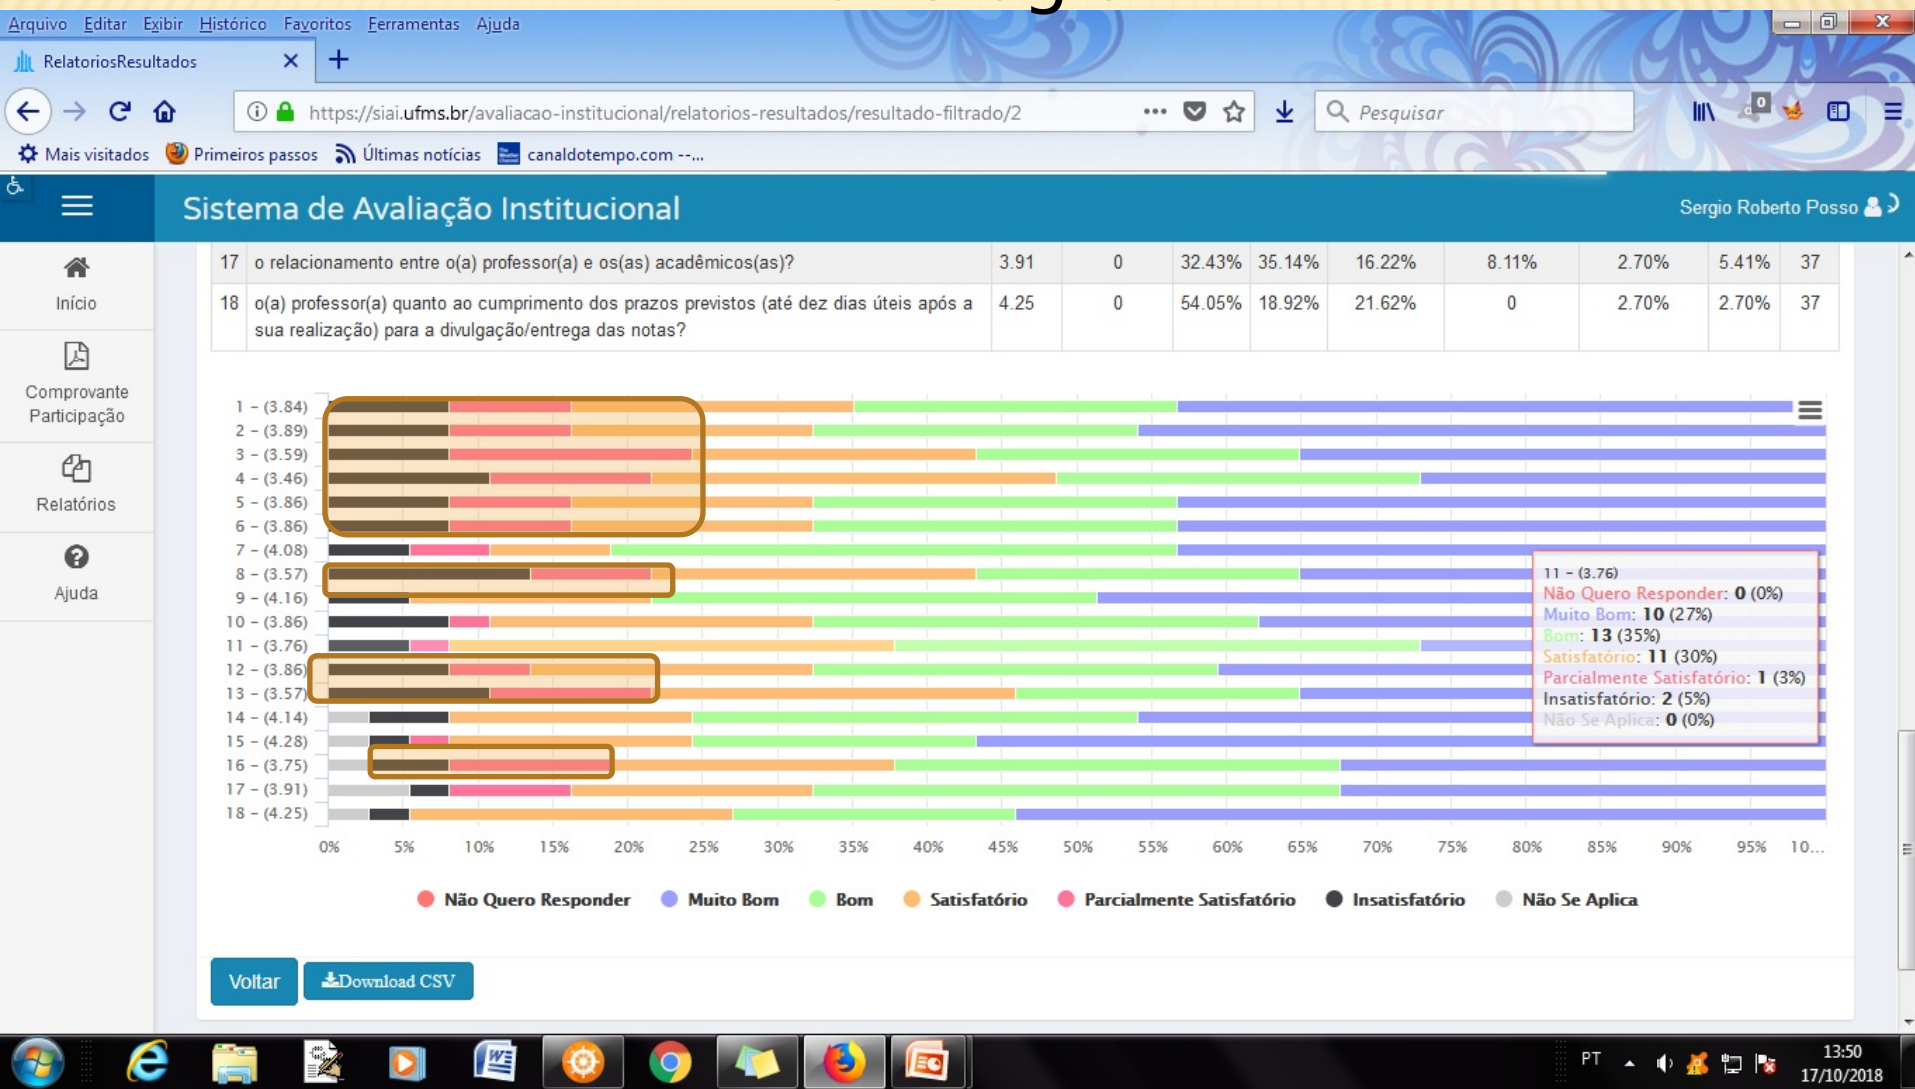 Arquivo Editar Exibir Histórico Favoritos Ferramentas Ajuda
RelatoriosResultados
https://siai.ufms.br/avaliacao-institucional/relatorios-resultados/resultado-filtrado/2
Pesquisar
0
Mais visitados Primeiros passos Últimas notícias canaldotempo.com --...
Sistema de Avaliação Institucional
Sergio Roberto Posso
Início
Comprovante
Participação
Relatórios
Ajuda
17 o relacionamento entre o(a) professor(a) e os(as) acadêmicos(as)? 3.91 0 32.43% 35.14% 16.22% 8.11% 2.70% 5.41% 37
18 o(a) professor(a) quanto ao cumprimento dos prazos previstos (até dez dias úteis após a 4.25 0 54.05% 18.92% 21.62% 0 2.70% 2.70% 37
sua realização) para a divulgação/entrega das notas?
1 - (3.84)
2 - (3.89)
3 - (3.59)
4 - (3.46)
5 - (3.86)
6 - (3.86)
7 - (4.08)
8 - (3.57)
9 - (4.16)
10 - (3.86)
11 - (3.76)
12 - (3.86)
13 - (3.57)
14 - (4.14)
15 - (4.28)
16 - (3.75)
17 - (3.91)
18 - (4.25)
11 - (3.76)
Não Quero Responder: 0 (0%)
Muito Bom: 10 (27%)
Bom: 13 (35%)
Satisfatório: 11 (30%)
Parcialmente Satisfatório: 1 (3%)
Insatisfatório: 2 (5%)
Não Se Aplica: 0 (0%)
0% 5% 10% 15% 20% 25% 30% 35% 40% 45% 50% 55% 60% 65% 70% 75% 80% 85% 90% 95% 10...
Não Quero Responder Muito Bom Bom Satisfatório Parcialmente Satisfatório Insatisfatório Não Se Aplica
Voltar Download CSV
PT
13:50
17/10/2018